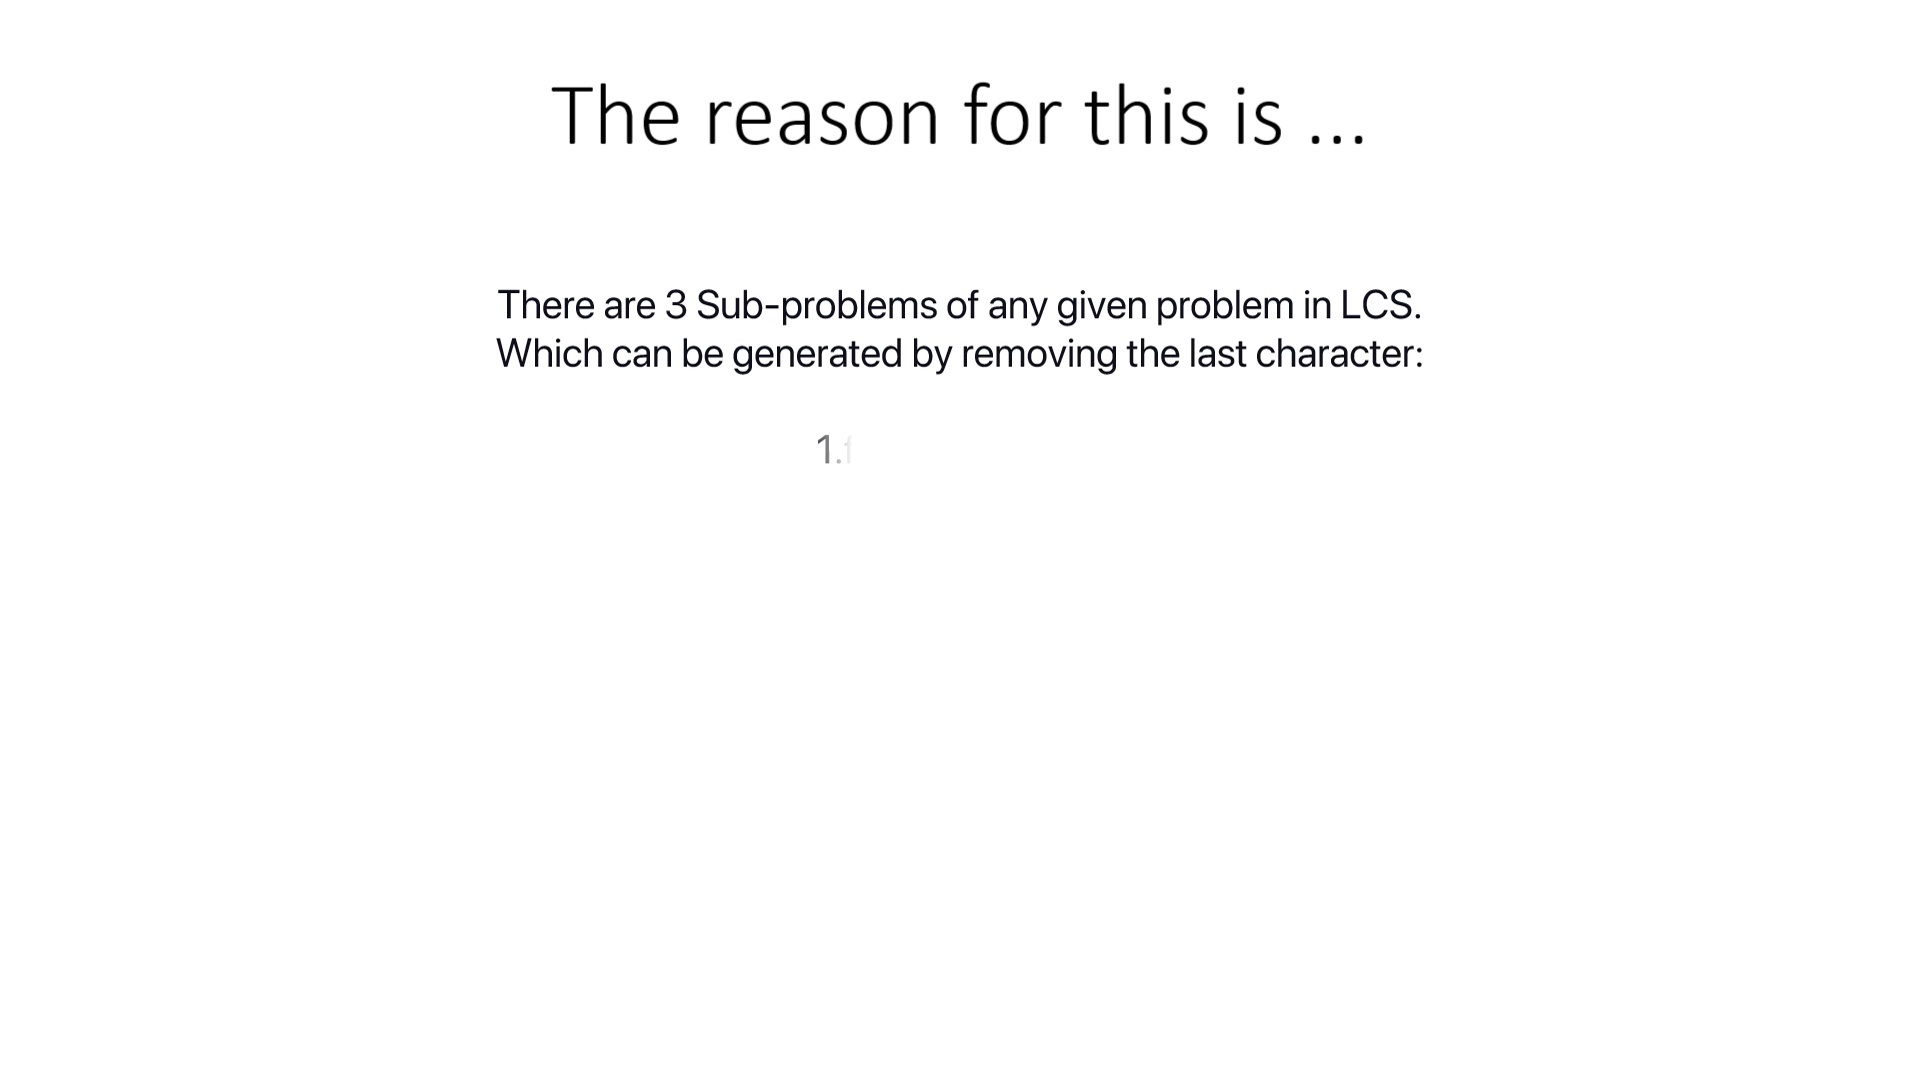 The reason for this is ...
There are 3 Sub-problems of any given problem in LCS.
Which can be generated by removing the last character:
1.